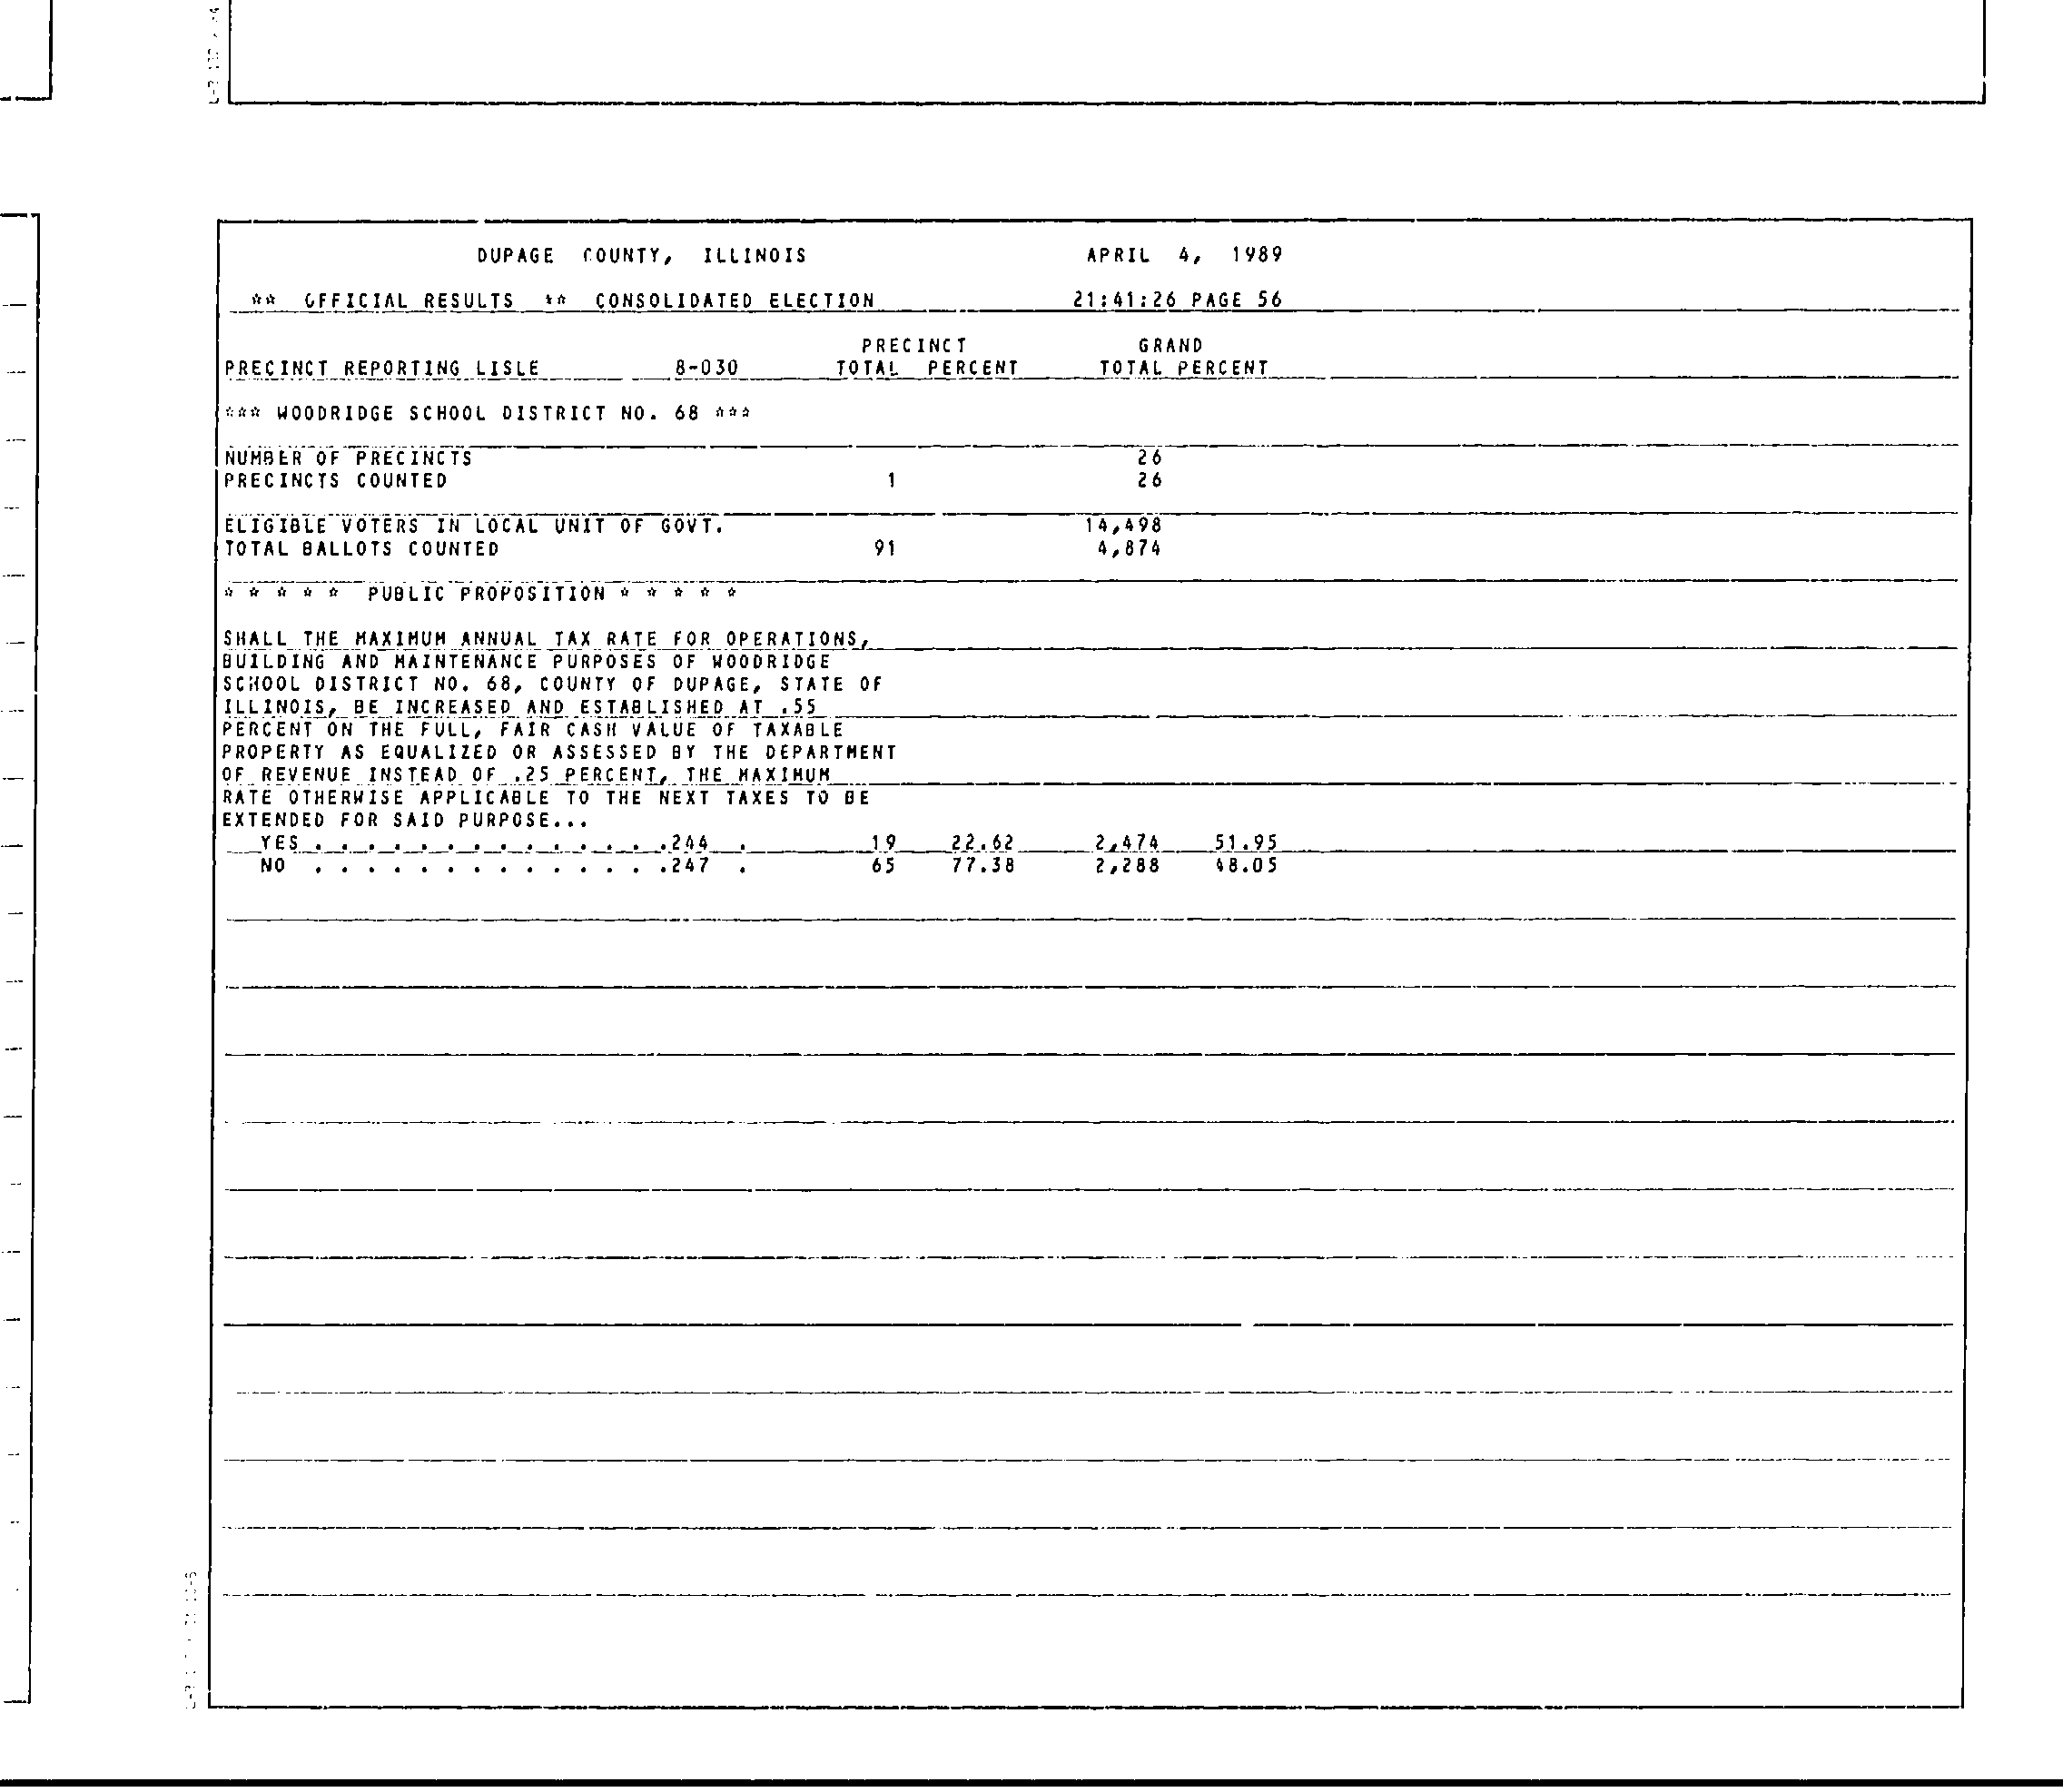 DUPAGE COUNTY, ILLINOIS APRIL 4, 1989
** OFFICIAL RESULTS ** CONSOLIDATED ELECTION 21:41:26 PAGE 56
PRECINCT GRAND
PRECINCT REPORTING LISLE 8-030 TOTAL PERCENT TOTAL PERCENT
*** WOODRIDGE SCHOOL DISTRICT NO. 68 ***
NUMBER OF PRECINCTS 26
PRECINCTS COUNTED 1 26
ELIGIBLE VOTERS IN LOCAL UNIT OF GOVT. 14,498
TOTAL BALLOTS COUNTED 91 4,874
* * * * * PUBLIC PROPOSITION * * * * *
SHALL THE MAXIMUM ANNUAL TAX RATE FOR OPERATIONS,
BUILDING AND MAINTENANCE PURPOSES OF WOODRIDGE
SCHOOL DISTRICT NO. 68, COUNTY OF DUPAGE, STATE OF
ILLINOIS, BE INCREASED AND ESTABLISHED AT .55
PERCENT ON THE FULL, FAIR CASH VALUE OF TAXABLE
PROPERTY AS EQUALIZED OR ASSESSED BY THE DEPARTMENT
OF REVENUE INSTEAD OF .25 PERCENT, THE MAXIMUM
RATE OTHERWISE APPLICABLE TO THE NEXT TAXES TO BE
EXTENDED FOR SAID PURPOSE...
YES . . . . . . . . . . . . . .244 . 19 22.62 2,474 51.95
NO . . . . . . . . . . . . . .247 . 65 77.38 2,288 48.05